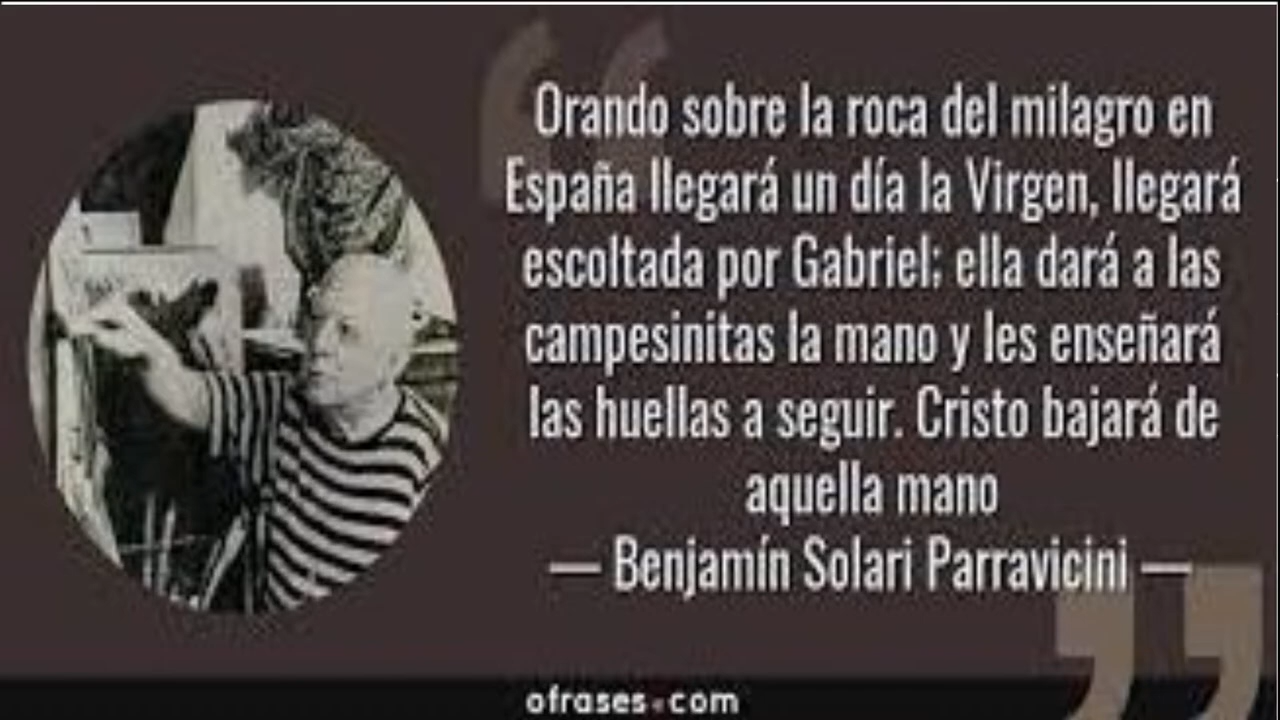 Orando sobre la roca del milagro en
España llegará un día la Virgen, llegará
escoltada por Gabriel; ella dará a las
campesinitas la mano y les enseñará
las huellas a seguir. Cristo bajará de
aquella mano
— Benjamín Solari Parravicini —
ofrases.com